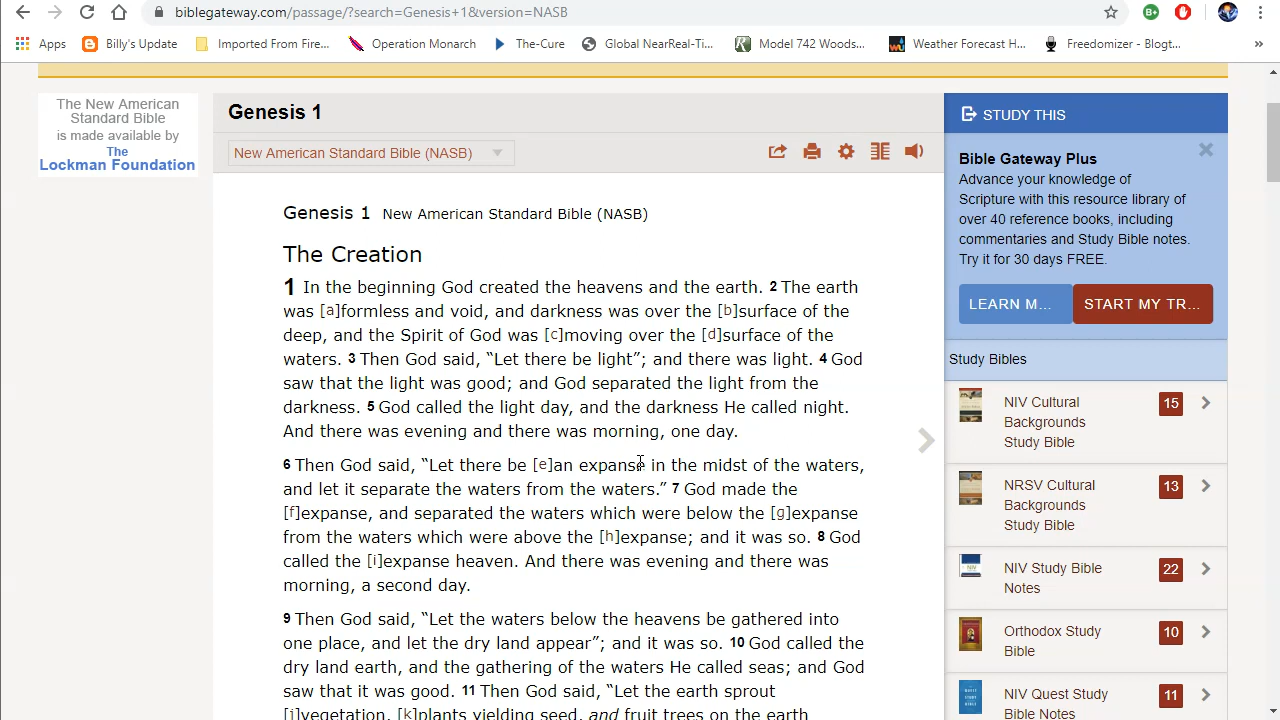 biblegateway.com/passage/?search=Genesis+1&version=NASB
Apps Billy's Update Imported From Fire... Operation Monarch The-Cure Global NearReal-Ti... Model 742 Woods... Weather Forecast H... Freedomizer - Blogt... »
The New American
Standard Bible
is made available by
The
Lockman Foundation
Genesis 1
New American Standard Bible (NASB)
Genesis 1 New American Standard Bible (NASB)
The Creation
1 In the beginning God created the heavens and the earth. 2 The earth
was [a]formless and void, and darkness was over the [b]surface of the
deep, and the Spirit of God was [c]moving over the [d]surface of the
waters. 3 Then God said, “Let there be light”; and there was light. 4 God
saw that the light was good; and God separated the light from the
darkness. 5 God called the light day, and the darkness He called night.
And there was evening and there was morning, one day.
6 Then God said, “Let there be [e]an expanse in the midst of the waters,
and let it separate the waters from the waters.” 7 God made the
[f]expanse, and separated the waters which were below the [g]expanse
from the waters which were above the [h]expanse; and it was so. 8 God
called the [i]expanse heaven. And there was evening and there was
morning, a second day.
9 Then God said, “Let the waters below the heavens be gathered into
one place, and let the dry land appear”; and it was so. 10 God called the
dry land earth, and the gathering of the waters He called seas; and God
saw that it was good. 11 Then God said, “Let the earth sprout
[j]vegetation, [k]plants yielding seed, and fruit trees on the earth
STUDY THIS
Bible Gateway Plus
Advance your knowledge of
Scripture with this resource library of
over 40 reference books, including
commentaries and Study Bible notes.
Try it for 30 days FREE.
LEARN M... START MY TR...
Study Bibles
NIV Cultural
Backgrounds
Study Bible
15
NRSV Cultural
Backgrounds
Study Bible
13
NIV Study Bible
Notes
22
Orthodox Study
Bible
10
NIV Quest Study
Bible Notes
11